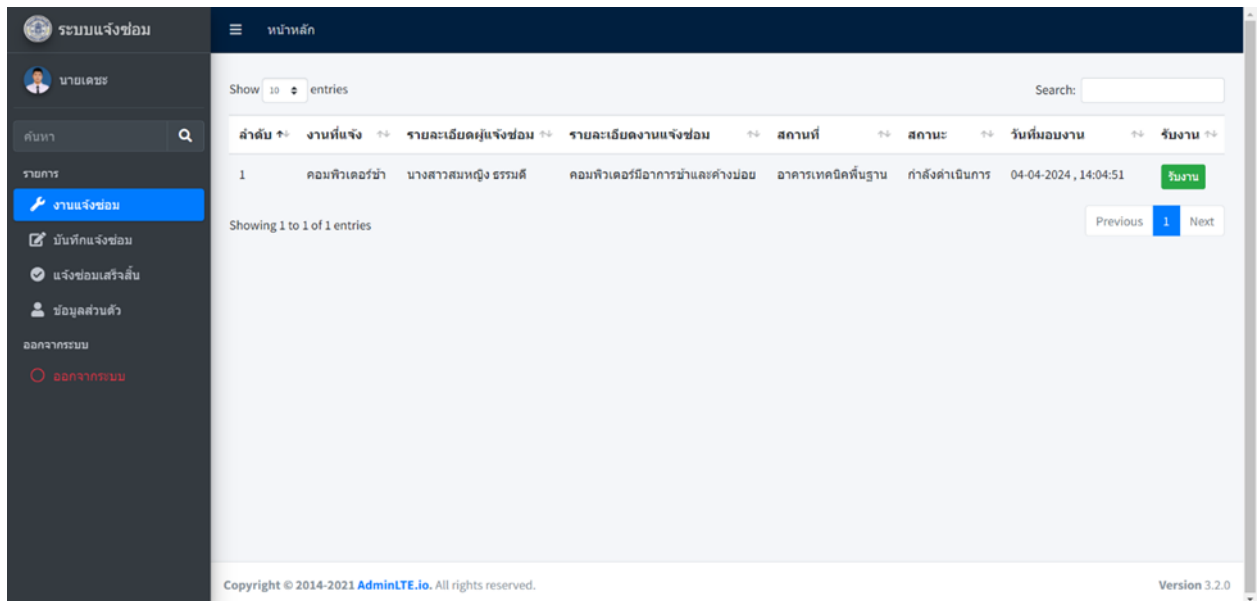 ระบบแจ้งซ่อม
หน้าหลัก
นายเดชะ
ค้นหา
รายการ
งานแจ้งซ่อม
บันทึกแจ้งซ่อม
แจ้งซ่อมเสร็จสิ้น
ข้อมูลส่วนตัว
ออกจากระบบ
ออกจากระบบ
Show 10 entries
Search:
ลำดับ งานที่แจ้ง รายละเอียดผู้แจ้งซ่อม รายละเอียดงานแจ้งซ่อม สถานที่ สถานะ วันที่มอบงาน รับงาน
1 คอมพิวเตอร์ช้า นางสาวสมหญิง ธรรมดี คอมพิวเตอร์มีอาการช้าและค้างบ่อย อาคารเทคนิคพื้นฐาน กำลังดำเนินการ 04-04-2024 , 14:04:51 รับงาน
Showing 1 to 1 of 1 entries
Previous 1 Next
Copyright © 2014-2021 AdminLTE.io. All rights reserved.
Version 3.2.0